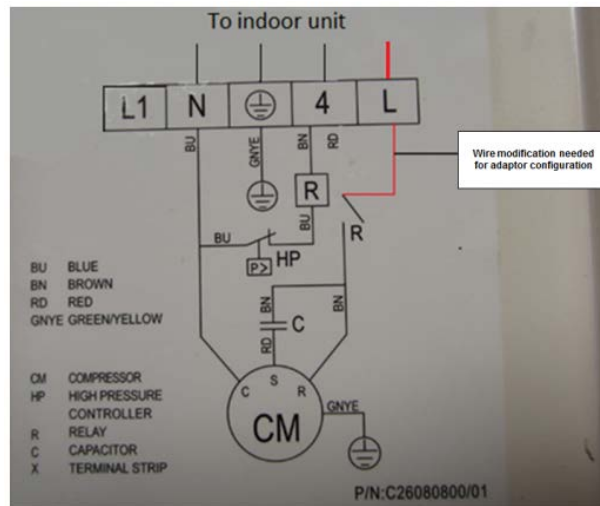 To indoor unit
L1 N 4 L
BU GNYE BN RD
Wire modification needed
for adaptor configuration
R
BU
R
BU
HP
P>
BN BN
C
RD
S
C R
CM
GNYE
BU BLUE
BN BROWN
RD RED
GNYE GREEN/YELLOW
CM COMPRESSOR
HP HIGH PRESSURE
CONTROLLER
R RELAY
C CAPACITOR
X TERMINAL STRIP
P/N:C26080800/01